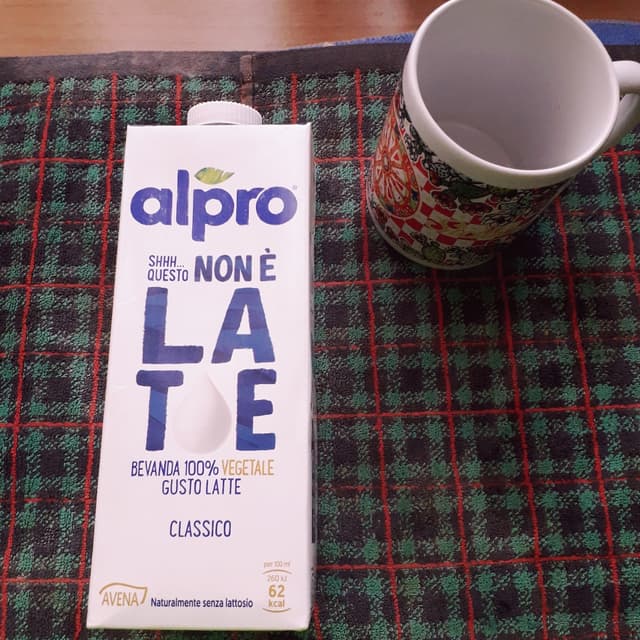 alpro®
SHHH...
QUESTO NON È
LA
T E
BEVANDA 100% VEGETALE
GUSTO LATTE
CLASSICO
per 100 ml
260 kJ
62
kcal
AVENA
Naturalmente senza lattosio